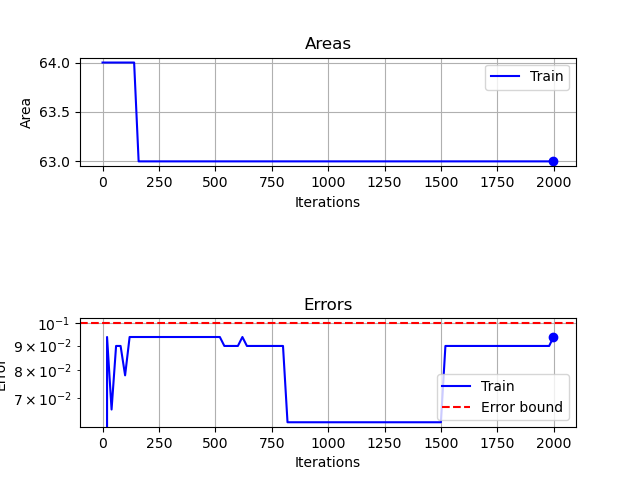 Areas
64.0
63.5
63.0
Area
Train
0 250 500 750 1000 1250 1500 1750 2000
Iterations
Errors
10⁻¹
9 × 10⁻²
8 × 10⁻²
7 × 10⁻²
Error
Train
Error bound
0 250 500 750 1000 1250 1500 1750 2000
Iterations